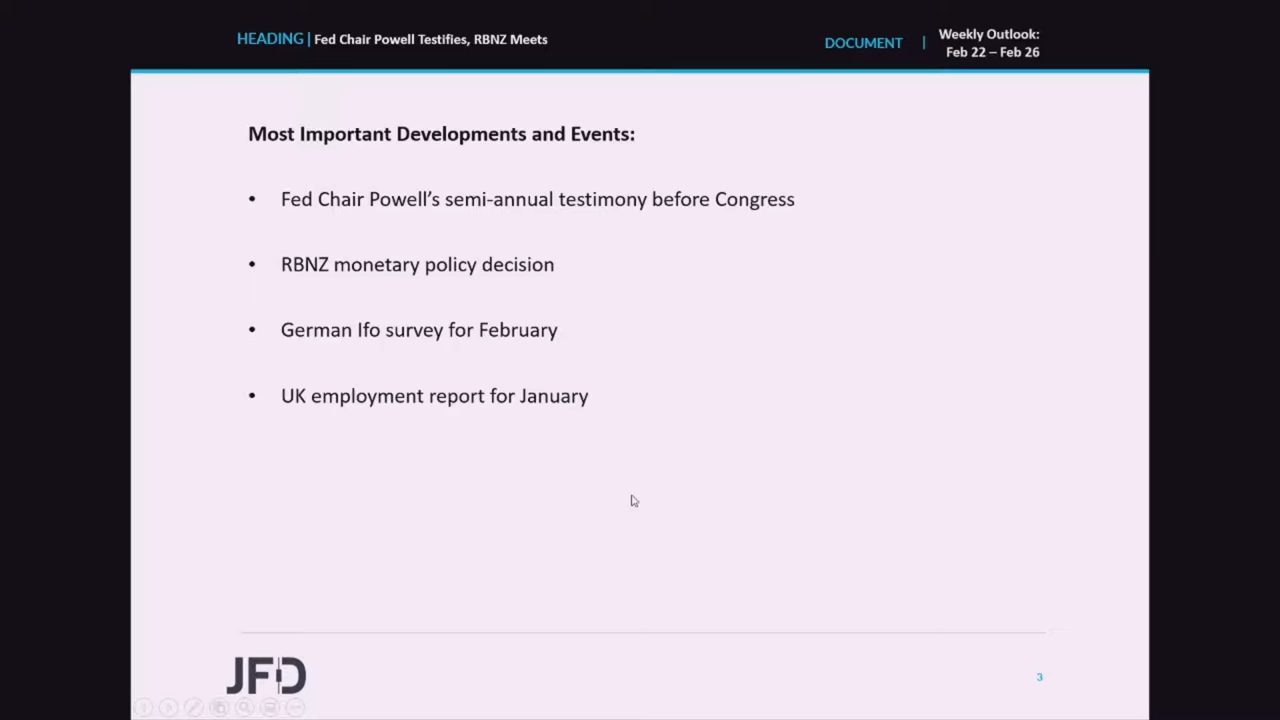 HEADING | Fed Chair Powell Testifies, RBNZ Meets
DOCUMENT | Weekly Outlook:
Feb 22 – Feb 26
Most Important Developments and Events:
• Fed Chair Powell’s semi-annual testimony before Congress
• RBNZ monetary policy decision
• German Ifo survey for February
• UK employment report for January
JFD
3